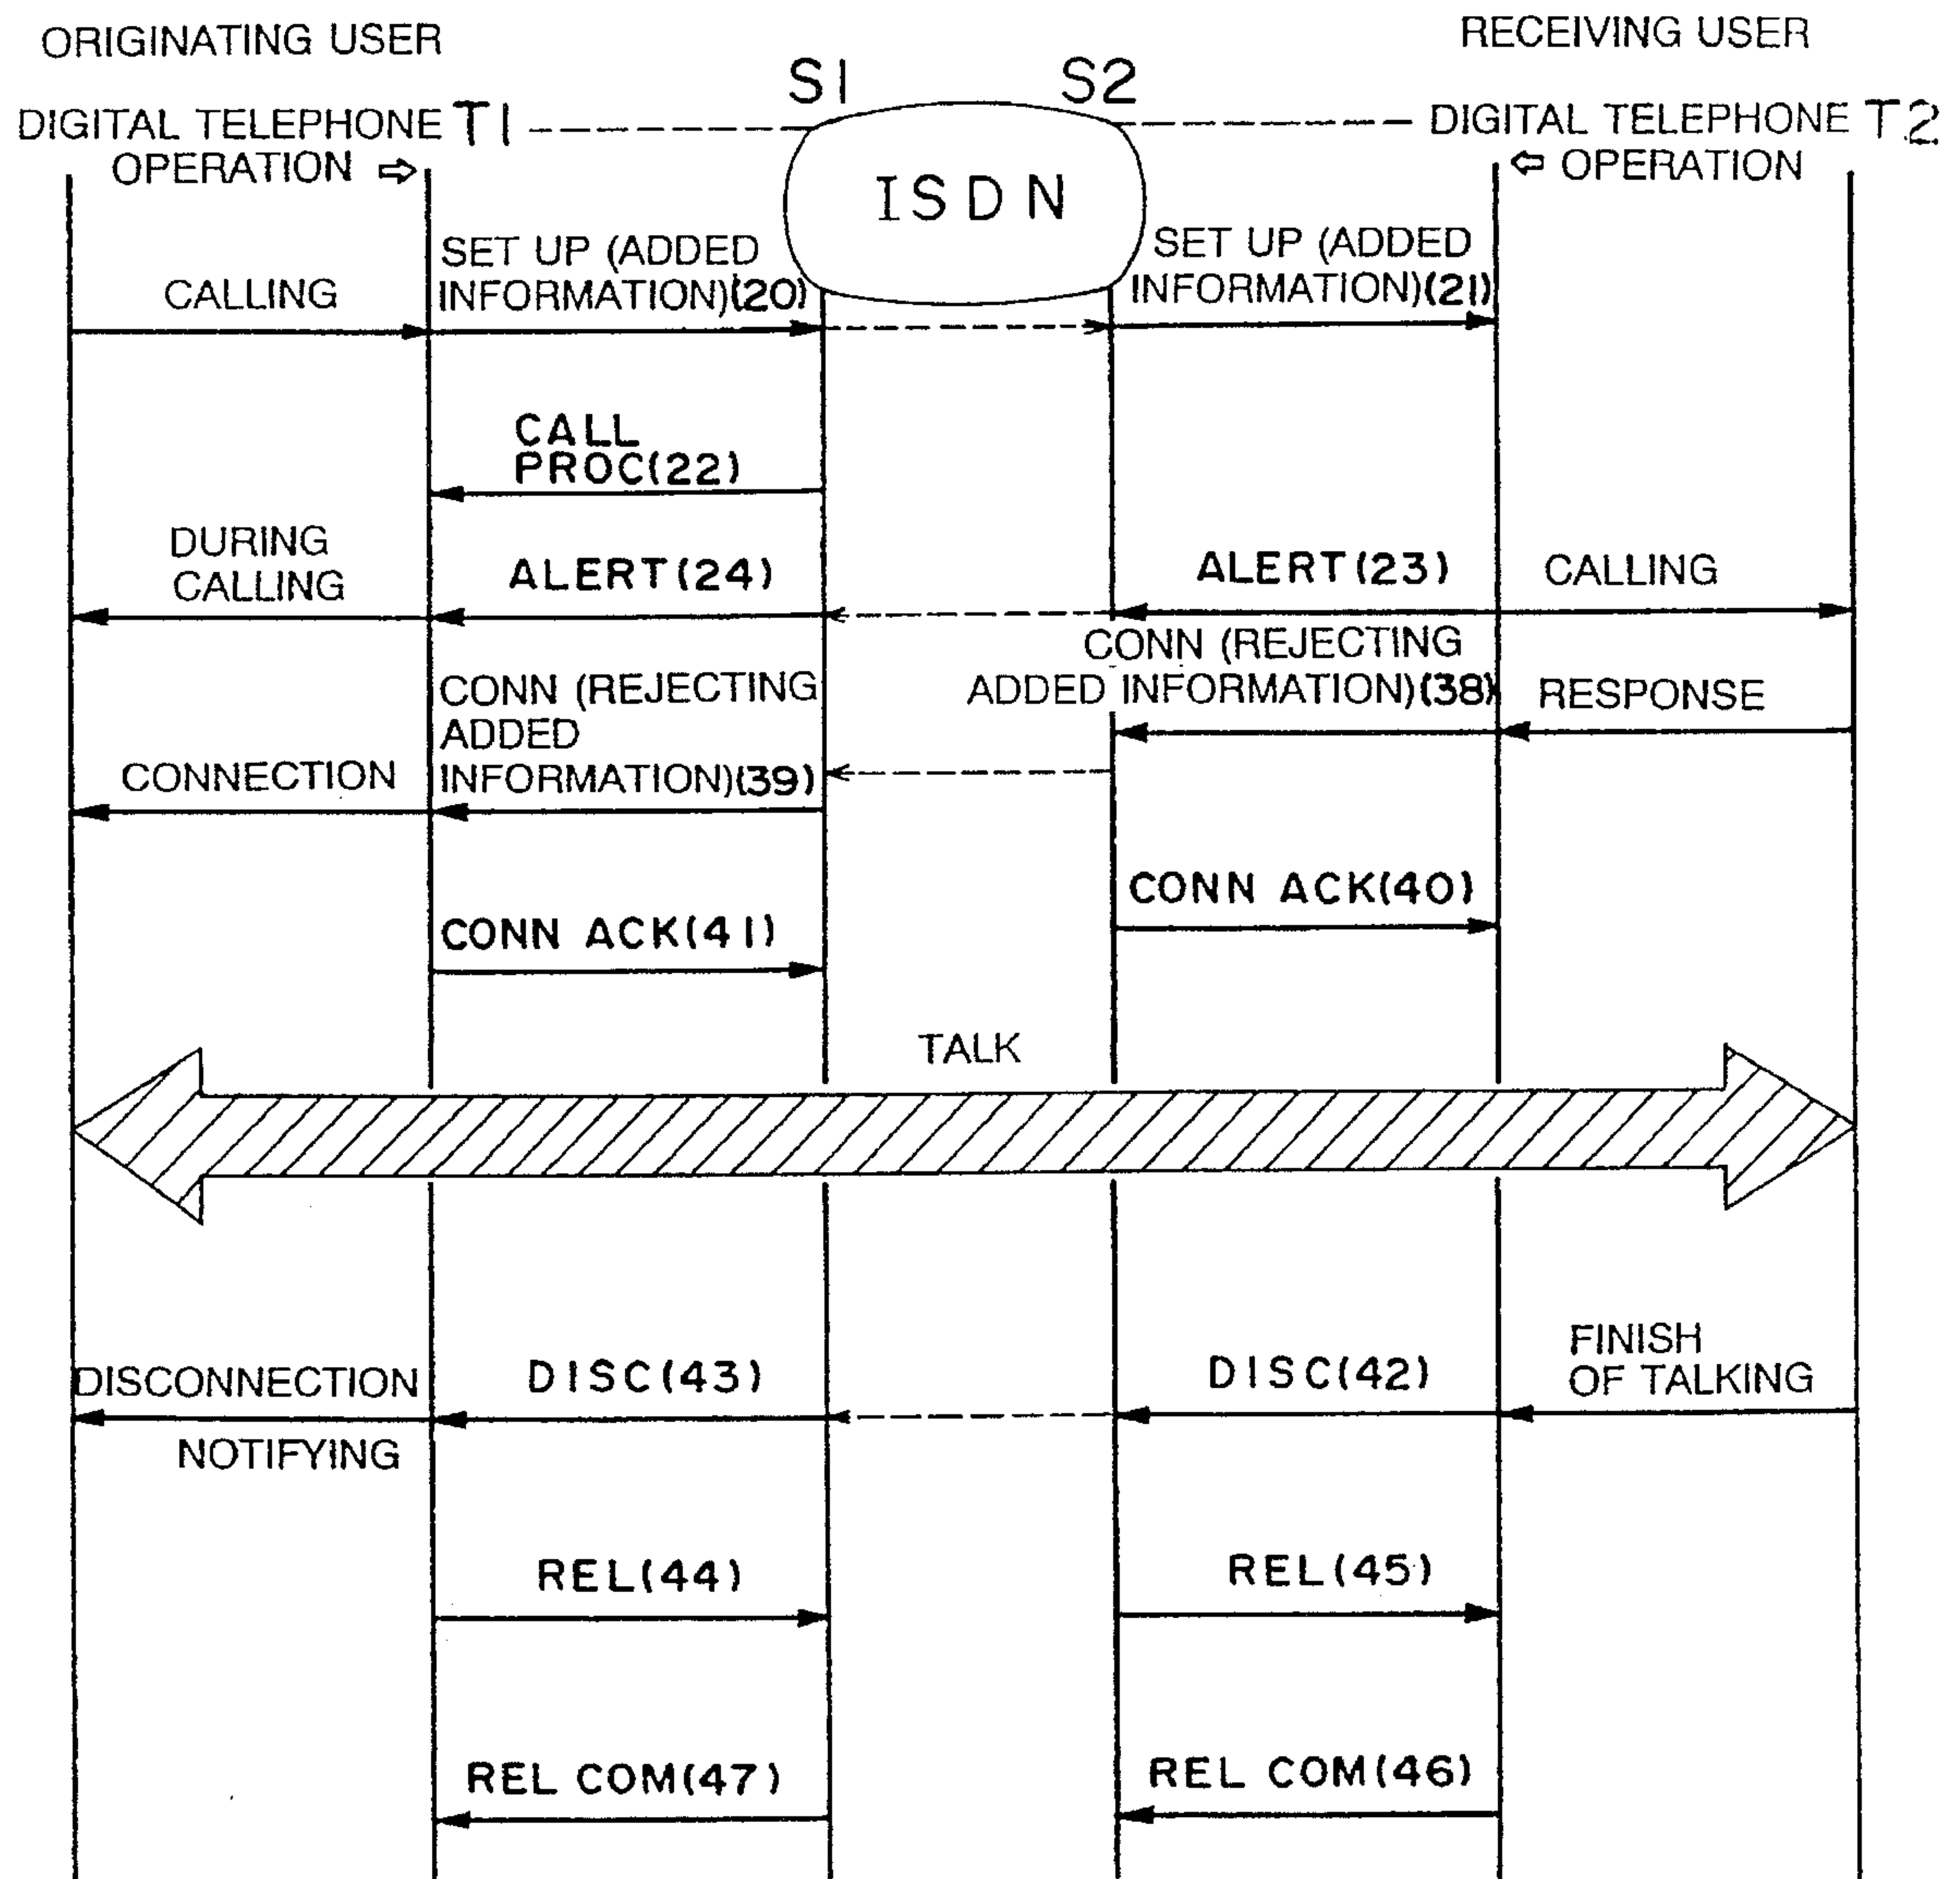 ORIGINATING USER
RECEIVING USER
S1
S2
DIGITAL TELEPHONE T1
DIGITAL TELEPHONE T2
OPERATION ⇨
⇦ OPERATION
ISDN
CALLING
SET UP (ADDED
INFORMATION)(20)
SET UP (ADDED
INFORMATION)(21)
CALL
PROC(22)
DURING
CALLING
ALERT(24)
ALERT(23)
CALLING
CONN (REJECTING
ADDED INFORMATION)(38)
RESPONSE
CONN (REJECTING
ADDED
INFORMATION)(39)
CONNECTION
CONN ACK(40)
CONN ACK(41)
TALK
FINISH
OF TALKING
DISCONNECTION
NOTIFYING
DISC(43)
DISC(42)
REL(44)
REL(45)
REL COM(47)
REL COM(46)